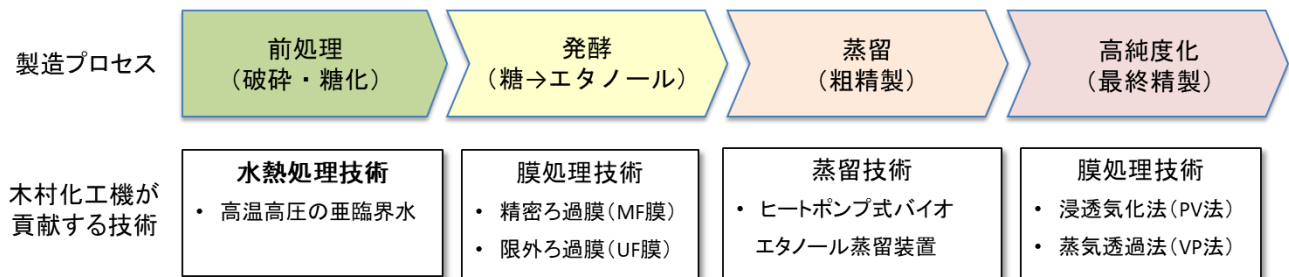 製造プロセス
前処理
（破砕・糖化）
発酵
（糖→エタノール）
蒸留
（粗精製）
高純度化
（最終精製）
木村化工機が
貢献する技術
水熱処理技術
• 高温高圧の亜臨界水
膜処理技術
• 精密ろ過膜（MF膜）
• 限外ろ過膜（UF膜）
蒸留技術
• ヒートポンプ式バイオ
エタノール蒸留装置
膜処理技術
• 浸透気化法（PV法）
• 蒸気透過法（VP法）